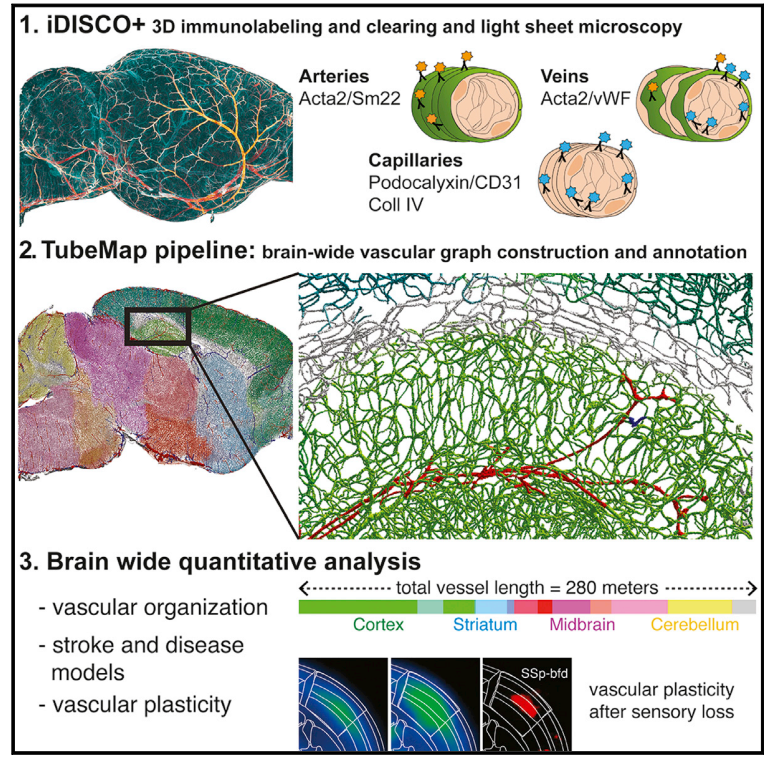 1. iDISCO+ 3D immunolabeling and clearing and light sheet microscopy
Arteries
Acta2/Sm22
Veins
Acta2/vWF
Capillaries
Podocalyxin/CD31
Coll IV
2. TubeMap pipeline: brain-wide vascular graph construction and annotation
3. Brain wide quantitative analysis
- vascular organization
- stroke and disease
models
- vascular plasticity
total vessel length = 280 meters
Cortex
Striatum
Midbrain
Cerebellum
SSp-bfd
vascular plasticity
after sensory loss